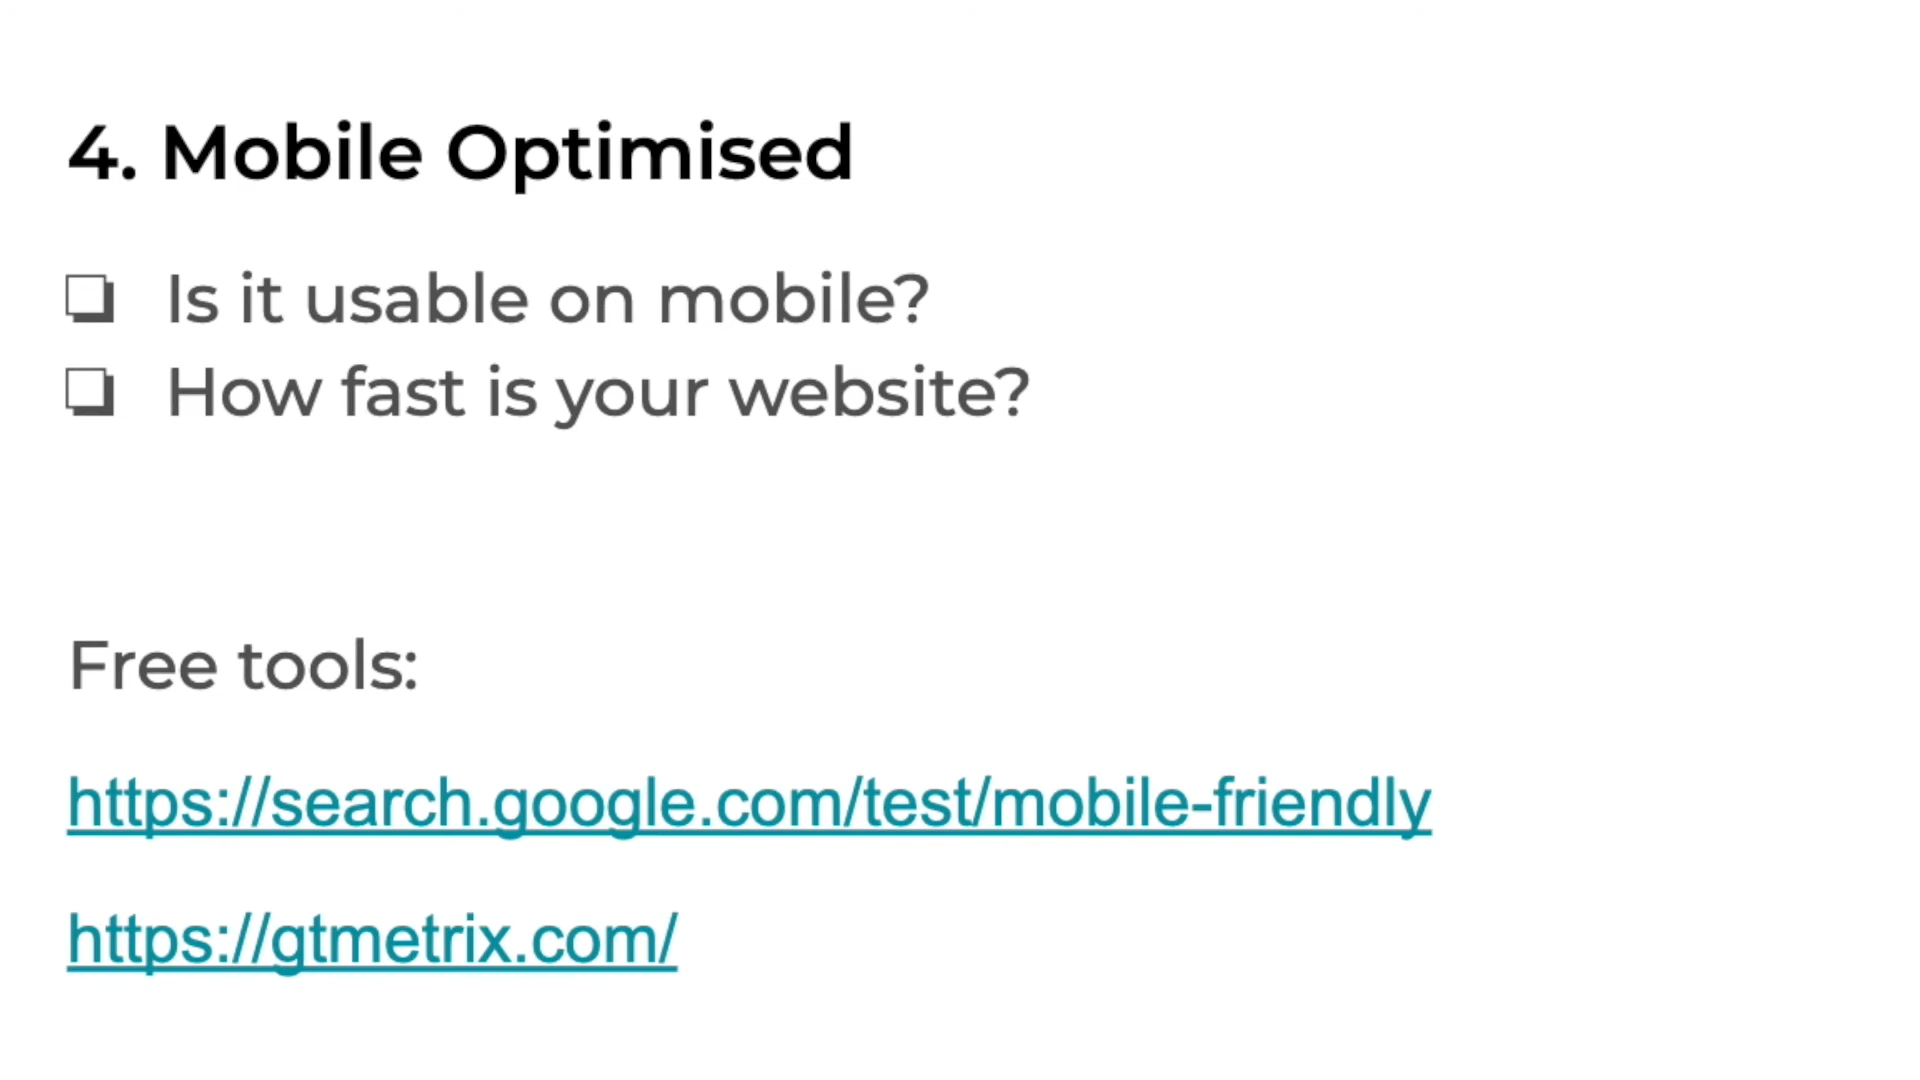 4. Mobile Optimised
❏ Is it usable on mobile?
❏ How fast is your website?
Free tools:
https://search.google.com/test/mobile-friendly
https://gtmetrix.com/